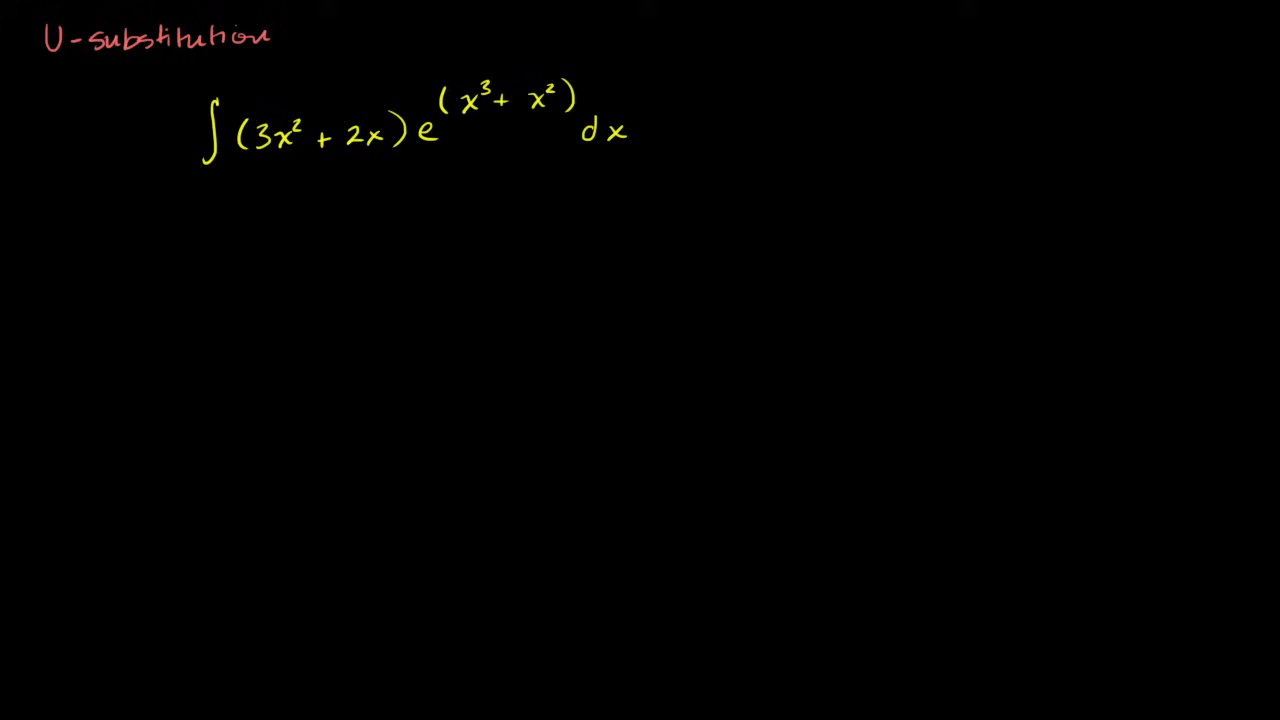 U-substitution
∫ (3x² + 2x) e^(x³ + x²) dx